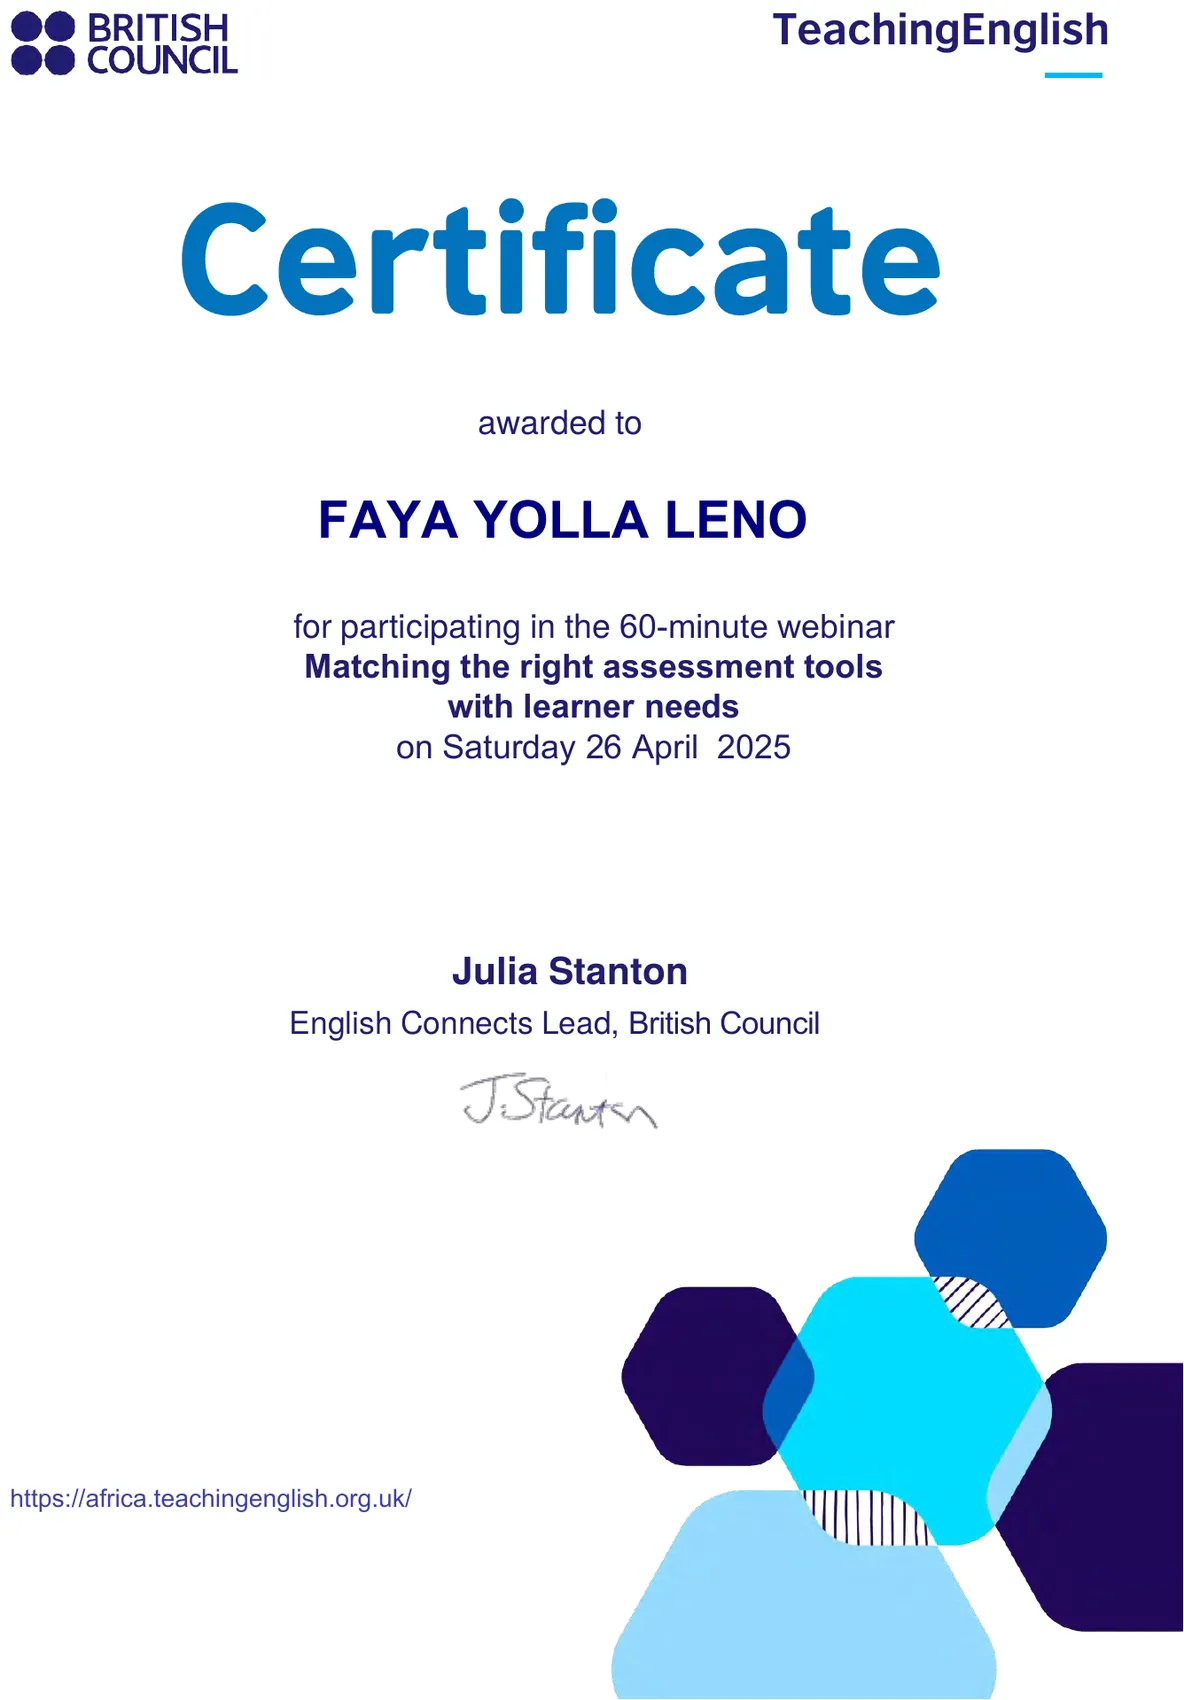 BRITISH
COUNCIL
TeachingEnglish
Certificate
awarded to
FAYA YOLLA LENO
for participating in the 60-minute webinar
Matching the right assessment tools
with learner needs
on Saturday 26 April  2025
Julia Stanton
English Connects Lead, British Council
J.Stanton
https://africa.teachingenglish.org.uk/